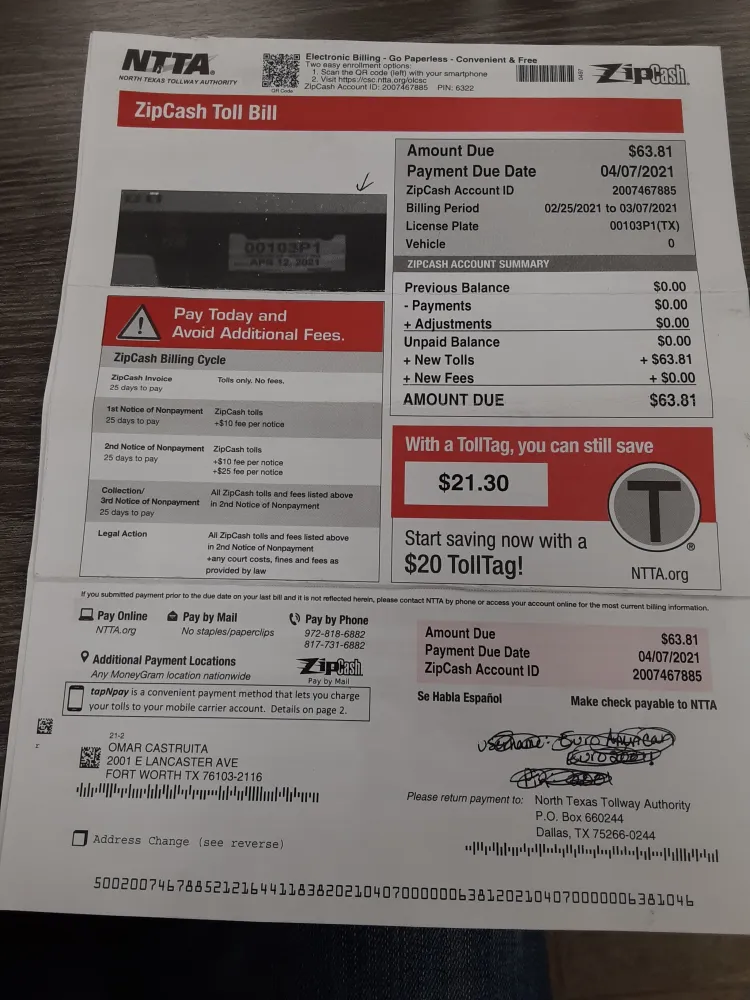 NTTA.
NORTH TEXAS TOLLWAY AUTHORITY
QR Code
Electronic Billing - Go Paperless - Convenient & Free
Two easy enrollment options:
1. Scan the QR code (left) with your smartphone
2. Visit https://csc.ntta.org/olcsc
ZipCash Account ID: 2007467885 PIN: 6322
ZipCash
ZipCash Toll Bill
00103P1
APR 12, 2021
Amount Due $63.81
Payment Due Date 04/07/2021
ZipCash Account ID 2007467885
Billing Period 02/25/2021 to 03/07/2021
License Plate 00103P1(TX)
Vehicle 0
ZIPCASH ACCOUNT SUMMARY
Previous Balance $0.00
- Payments $0.00
+ Adjustments $0.00
Unpaid Balance $0.00
+ New Tolls + $63.81
+ New Fees + $0.00
AMOUNT DUE $63.81
Pay Today and
Avoid Additional Fees.
ZipCash Billing Cycle
ZipCash Invoice Tolls only. No fees.
25 days to pay
1st Notice of Nonpayment ZipCash tolls
25 days to pay +$10 fee per notice
2nd Notice of Nonpayment ZipCash tolls
25 days to pay +$10 fee per notice
+$25 fee per notice
Collection/ All ZipCash tolls and fees listed above
3rd Notice of Nonpayment in 2nd Notice of Nonpayment
25 days to pay
Legal Action All ZipCash tolls and fees listed above
in 2nd Notice of Nonpayment
+any court costs, fines and fees as
provided by law
With a TollTag, you can still save
$21.30
Start saving now with a
$20 TollTag!
T
NTTA.org
If you submitted payment prior to the due date on your last bill and it is not reflected herein, please contact NTTA by phone or access your account online for the most current billing information.
Pay Online Pay by Mail Pay by Phone
NTTA.org No staples/paperclips 972-818-6882
817-731-6882
Additional Payment Locations
Any MoneyGram location nationwide
ZipCash
Pay by Mail
tapNpay is a convenient payment method that lets you charge
your tolls to your mobile carrier account. Details on page 2.
Amount Due $63.81
Payment Due Date 04/07/2021
ZipCash Account ID 2007467885
Se Habla Español Make check payable to NTTA
21-2
OMAR CASTRUITA
2001 E LANCASTER AVE
FORT WORTH TX 76103-2116
Please return payment to: North Texas Tollway Authority
P.O. Box 660244
Dallas, TX 75266-0244
Address Change (see reverse)